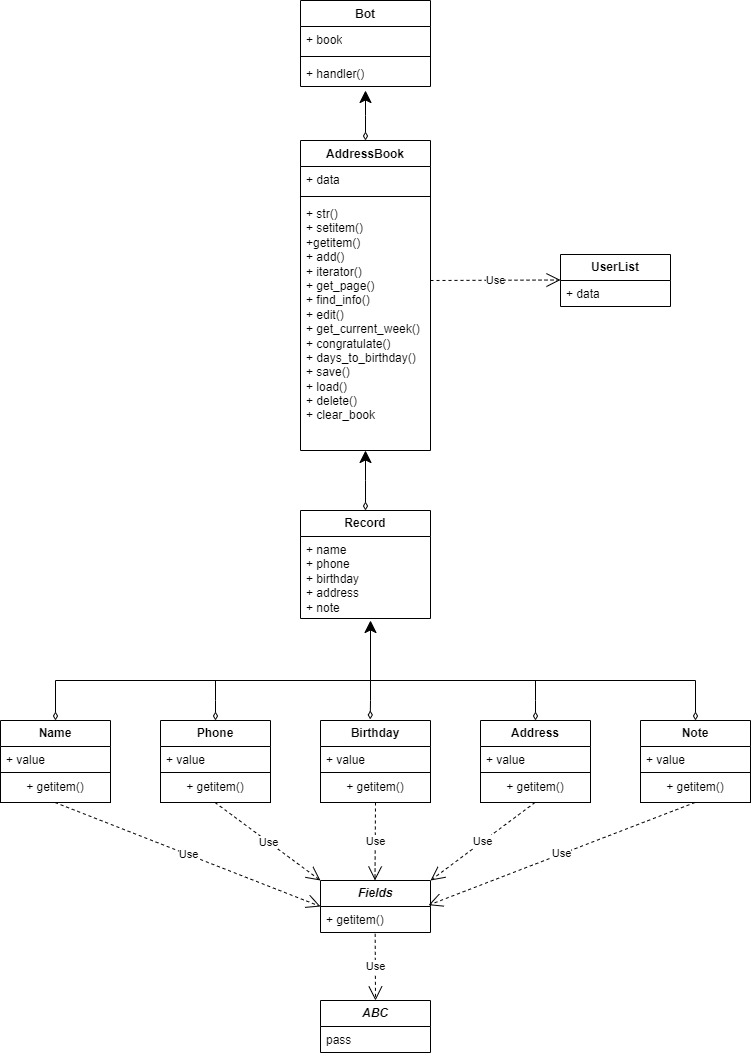 Bot
+ book
+ handler()
AddressBook
+ data
+ str()
+ setitem()
+getitem()
+ add()
+ iterator()
+ get_page()
+ find_info()
+ edit()
+ get_current_week()
+ congratulate()
+ days_to_birthday()
+ save()
+ load()
+ delete()
+ clear_book
Use
UserList
+ data
Record
+ name
+ phone
+ birthday
+ address
+ note
Name
+ value
+ getitem()
Phone
+ value
+ getitem()
Birthday
+ value
+ getitem()
Address
+ value
+ getitem()
Note
+ value
+ getitem()
Use
Use
Use
Use
Use
Fields
+ getitem()
Use
ABC
pass